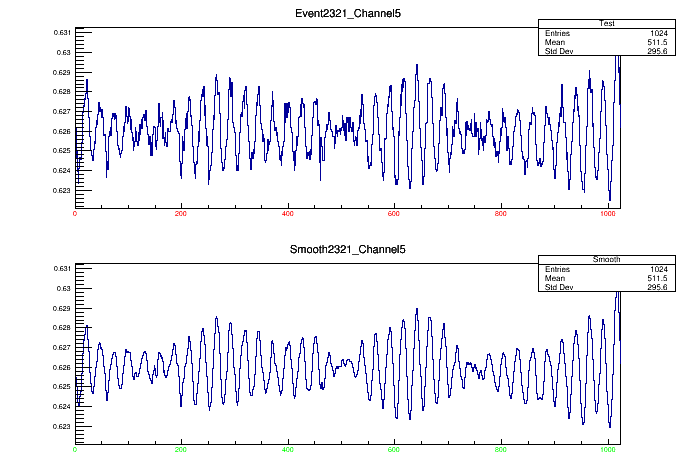 Event2321_Channel5
Test
Entries 1024
Mean 511.5
Std Dev 295.6
0.631
0.63
0.629
0.628
0.627
0.626
0.625
0.624
0.623
0 200 400 600 800 1000
Smooth2321_Channel5
Smooth
Entries 1024
Mean 511.5
Std Dev 295.6
0.631
0.63
0.629
0.628
0.627
0.626
0.625
0.624
0.623
0 200 400 600 800 1000